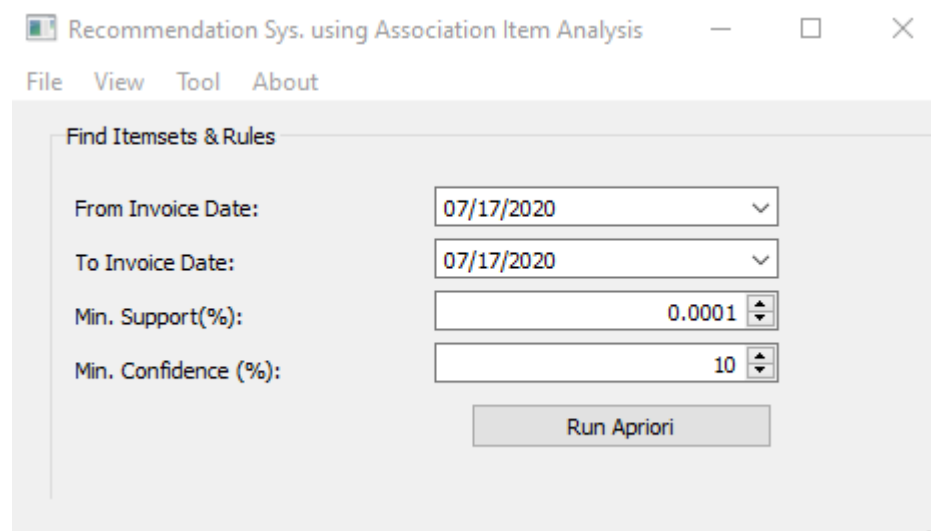 Recommendation Sys. using Association Item Analysis
File View Tool About
Find Itemsets & Rules
From Invoice Date: 07/17/2020
To Invoice Date: 07/17/2020
Min. Support(%): 0.0001
Min. Confidence (%): 10
Run Apriori